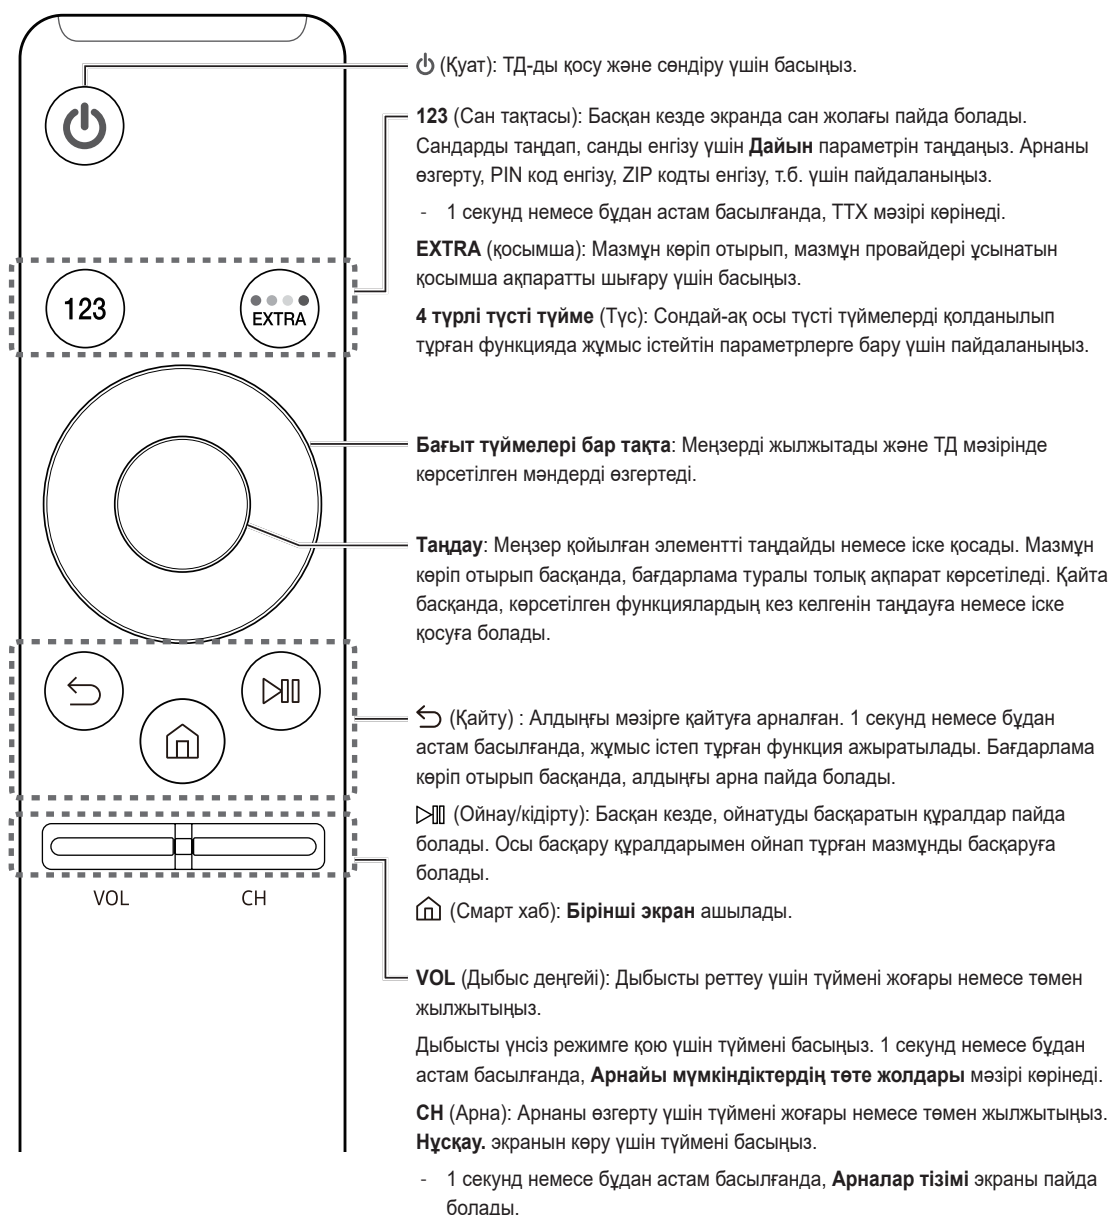 (Қуат): ТД-ды қосу және сөндіру үшін басыңыз.
123 (Сан тақтасы): Басқан кезде экранда сан жолағы пайда болады.
Сандарды таңдап, санды енгізу үшін Дайын параметрін таңдаңыз. Арнаны
өзгерту, PIN код енгізу, ZIP кодты енгізу, т.б. үшін пайдаланыңыз.
- 1 секунд немесе бұдан астам басылғанда, TTX мәзірі көрінеді.
EXTRA (қосымша): Мазмұн көріп отырып, мазмұн провайдері ұсынатын
қосымша ақпаратты шығару үшін басыңыз.
123
EXTRA
4 түрлі түсті түйме (Түс): Сондай-ақ осы түсті түймелерді қолданылып
тұрған функцияда жұмыс істейтін параметрлерге бару үшін пайдаланыңыз.
Бағыт түймелері бар тақта: Меңзерді жылжытады және ТД мәзірінде
көрсетілген мәндерді өзгертеді.
Таңдау: Меңзер қойылған элементті таңдайды немесе іске қосады. Мазмұн
көріп отырып басқанда, бағдарлама туралы толық ақпарат көрсетіледі. Қайта
басқанда, көрсетілген функциялардың кез келгенін таңдауға немесе іске
қосуға болады.
(Қайту) : Алдыңғы мәзірге қайтуға арналған. 1 секунд немесе бұдан
астам басылғанда, жұмыс істеп тұрған функция ажыратылады. Бағдарлама
көріп отырып басқанда, алдыңғы арна пайда болады.
(Ойнау/кідірту): Басқан кезде, ойнатуды басқаратын құралдар пайда
болады. Осы басқару құралдарымен ойнап тұрған мазмұнды басқаруға
болады.
VOL
CH
(Смарт хаб): Бірінші экран ашылады.
VOL (Дыбыс деңгейі): Дыбысты реттеу үшін түймені жоғары немесе төмен
жылжытыңыз.
Дыбысты үнсіз режимге қою үшін түймені басыңыз. 1 секунд немесе бұдан
астам басылғанда, Арнайы мүмкіндіктердің төте жолдары мәзірі көрінеді.
CH (Арна): Арнаны өзгерту үшін түймені жоғары немесе төмен жылжытыңыз.
Нұсқау. экранын көру үшін түймені басыңыз.
- 1 секунд немесе бұдан астам басылғанда, Арналар тізімі экраны пайда
болады.